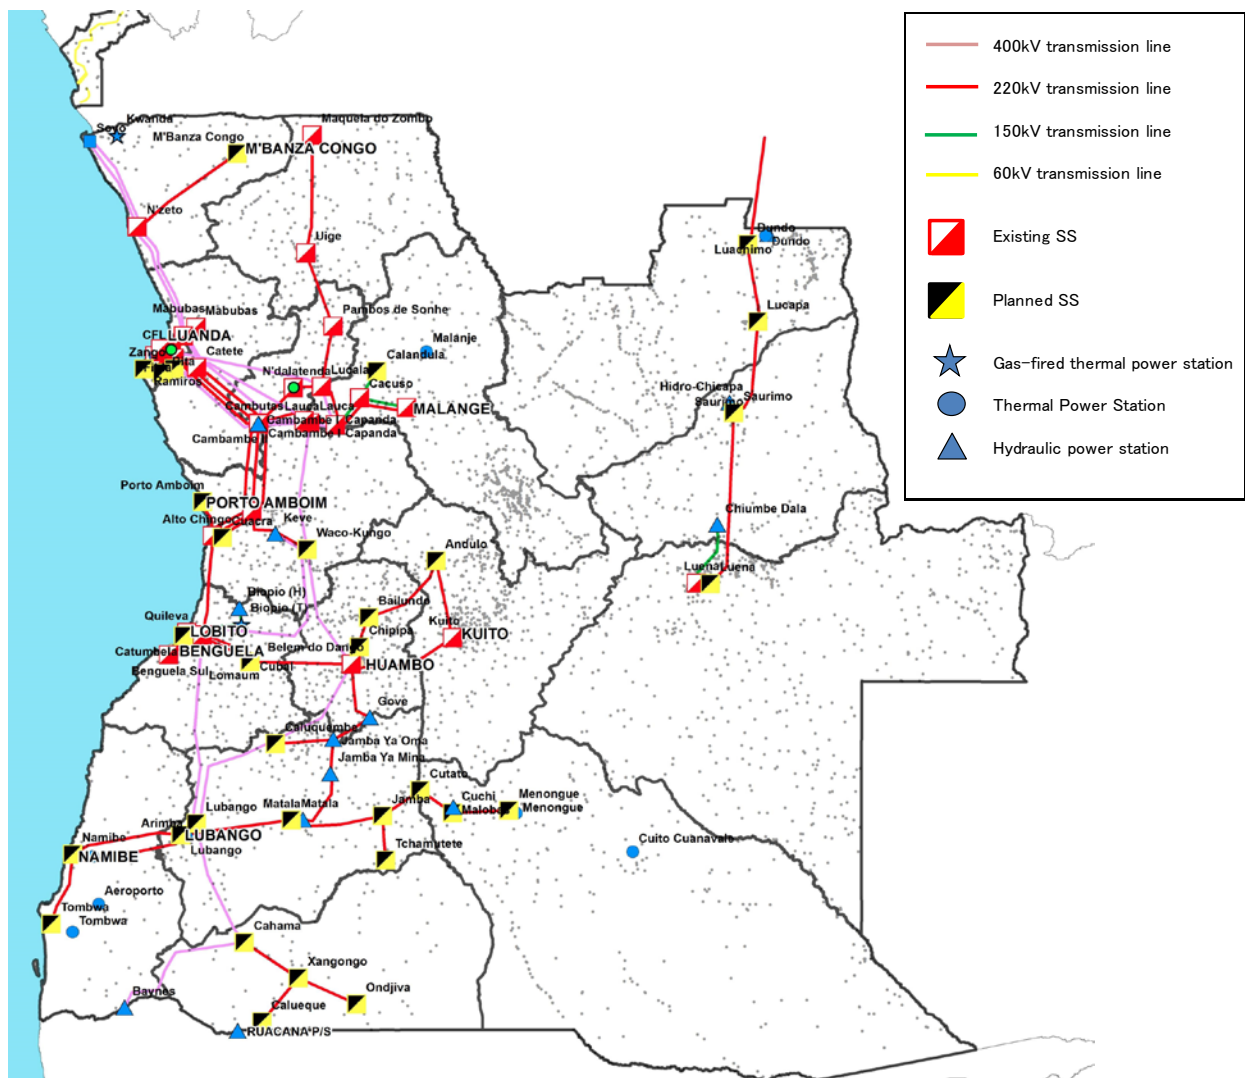 400kV transmission line
220kV transmission line
150kV transmission line
60kV transmission line
Existing SS
Planned SS
Gas-fired thermal power station
Thermal Power Station
Hydraulic power station
Soyo
Kwanda
Maquela do Zombo
M'Banza Congo
M'BANZA CONGO
N'zeto
Uige
Dundo
Dundo
Luachimo
Lucapa
Mabubas
Mabubas
Pambos de Sonhe
CFL
LUANDA
Zango
Catete
Bita
Ramiros
Malanje
Calandula
N'dalatendo
Lucala
Cacuso
MALANGE
Cambutas
Lauca
Lauca
Cambambe
Capanda
Cambambe
Cambambe I
Capanda
Hidro-Chicapa
Saurimo
Saurimo
Porto Amboim
PORTO AMBOIM
Alto Chingo
Cuacra
Keve
Waco-Kungo
Andulo
Chiumbe Dala
Luena
Luena
Biopio (H)
Biopio (T)
Bailundo
Quileva
LOBITO
Chipipa
Kuito
KUITO
Catumbela
BENGUELA
Belem do Dango
Benguela Sul
Lomaum
Cubal
HUAMBO
Gove
Caluquembe
Jamba Ya Oma
Jamba Ya Mina
Cutato
Lubango
Matala
Matala
Jamba
Cuchi
Menongue
Menongue
Arimba
LUBANGO
Lubango
Namibe
NAMIBE
Tchamutete
Cuito Cuanavale
Aeroporto
Tombwa
Tombwa
Cahama
Xangongo
Ondjiva
Baynes
Calueque
RUACANA P/S